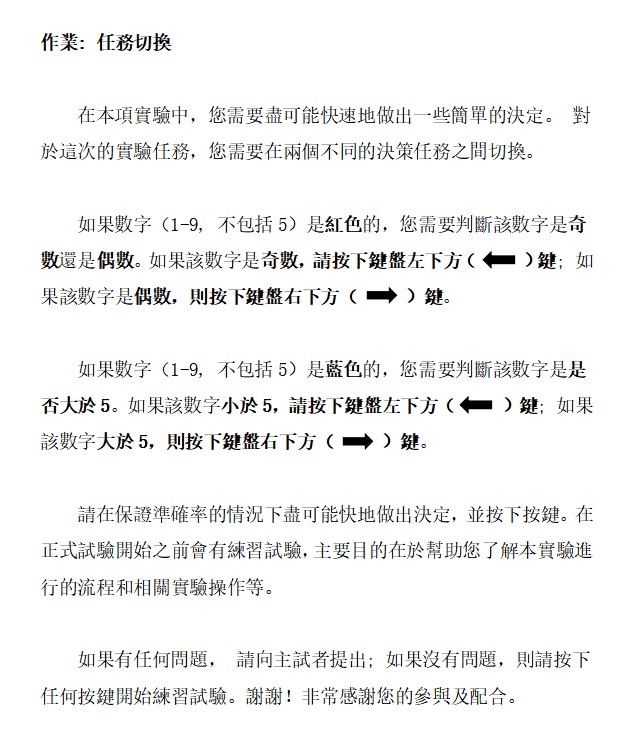 作業: 任務切換
在本項實驗中, 您需要盡可能快速地做出一些簡單的決定。 對
於這次的實驗任務, 您需要在兩個不同的決策任務之間切換。
如果數字（1-9, 不包括 5）是紅色的, 您需要判斷該數字是奇
數還是偶數。如果該數字是奇數, 請按下鍵盤左下方（ ⬅ ）鍵; 如
果該數字是偶數, 則按下鍵盤右下方（ ➡ ）鍵。
如果數字（1-9, 不包括 5）是藍色的, 您需要判斷該數字是是
否大於 5。如果該數字小於 5, 請按下鍵盤左下方（ ⬅ ）鍵; 如果
該數字大於 5, 則按下鍵盤右下方（ ➡ ）鍵。
請在保證準確率的情況下盡可能快地做出決定, 並按下按鍵。在
正式試驗開始之前會有練習試驗, 主要目的在於幫助您了解本實驗進
行的流程和相關實驗操作等。
如果有任何問題, 請向主試者提出; 如果沒有問題, 則請按下
任何按鍵開始練習試驗。謝謝! 非常感謝您的參與及配合。